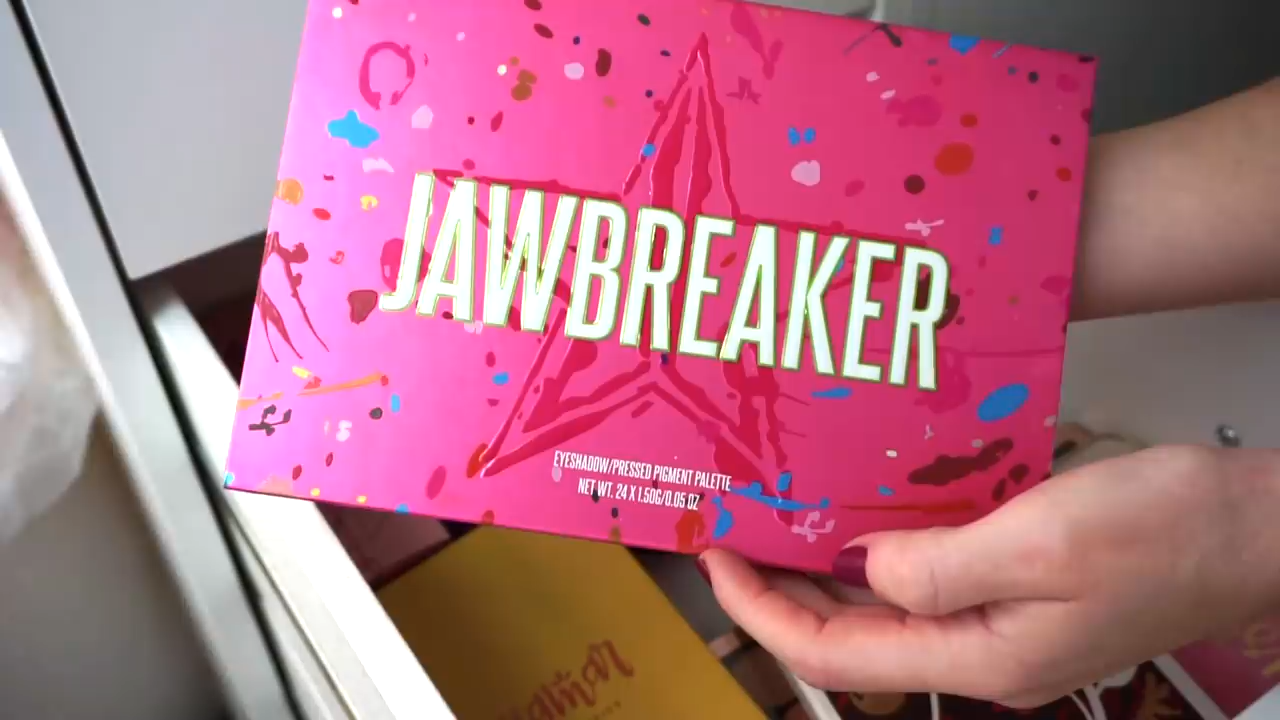 JAWBREAKER
EYESHADOW/PRESSED PIGMENT PALETTE
NET WT. 24 X 1.50G/0.05 OZ